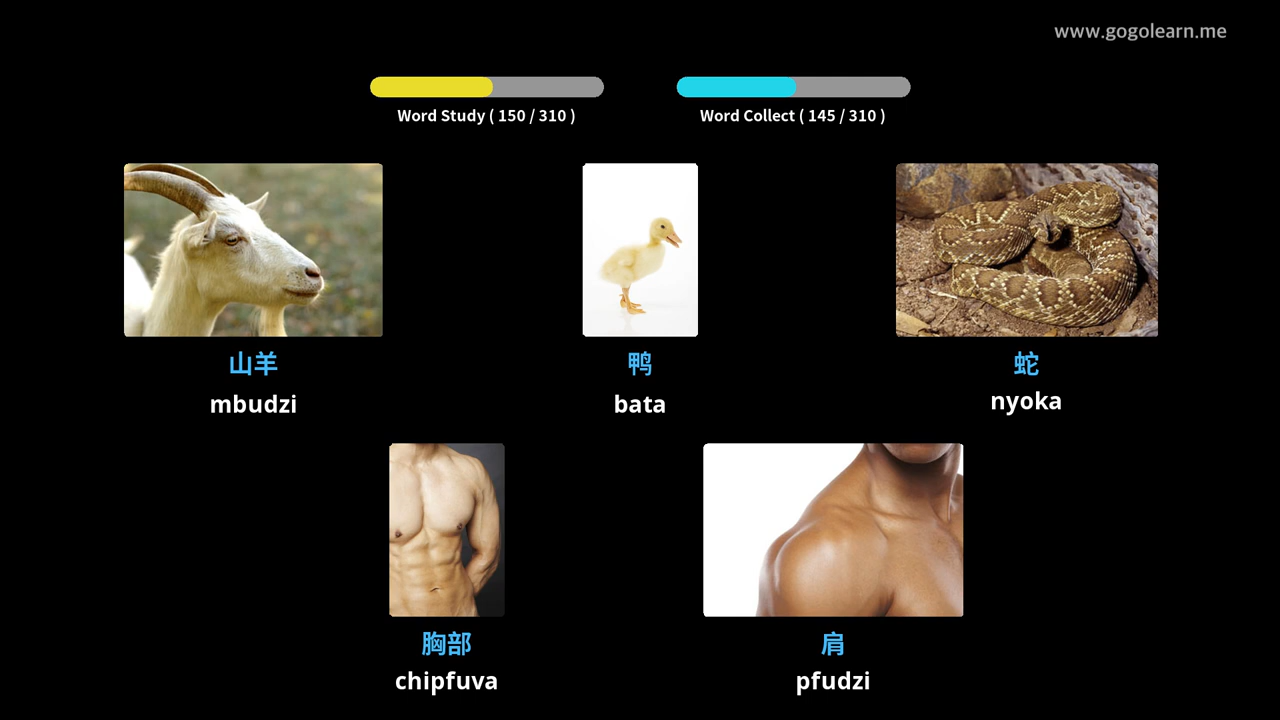 www.gogolearn.me
Word Study ( 150 / 310 )
Word Collect ( 145 / 310 )
山羊
mbudzi
鸭
bata
蛇
nyoka
胸部
chipfuva
肩
pfudzi